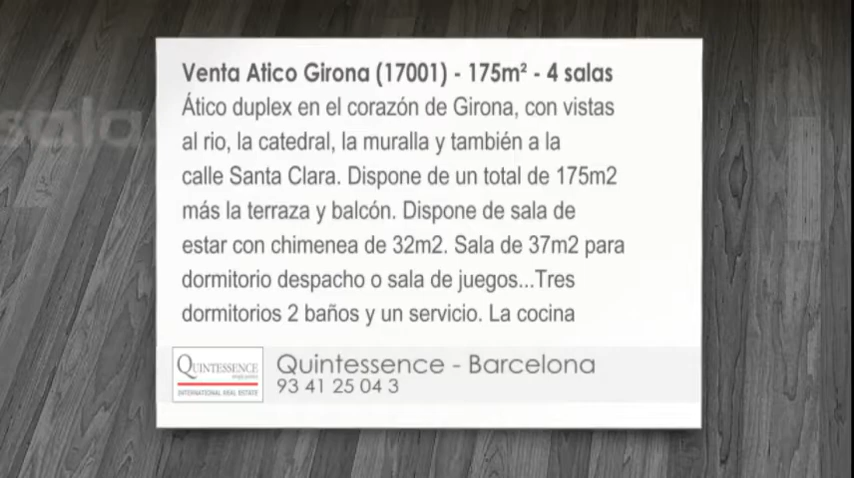 Venta Atico Girona (17001) - 175m² - 4 salas
Ático duplex en el corazón de Girona, con vistas
al rio, la catedral, la muralla y también a la
calle Santa Clara. Dispone de un total de 175m2
más la terraza y balcón. Dispone de sala de
estar con chimenea de 32m2. Sala de 37m2 para
dormitorio despacho o sala de juegos...Tres
dormitorios 2 baños y un servicio. La cocina
QUINTESSENCE
INTERNATIONAL REAL ESTATE
Quintessence - Barcelona
93 41 25 04 3